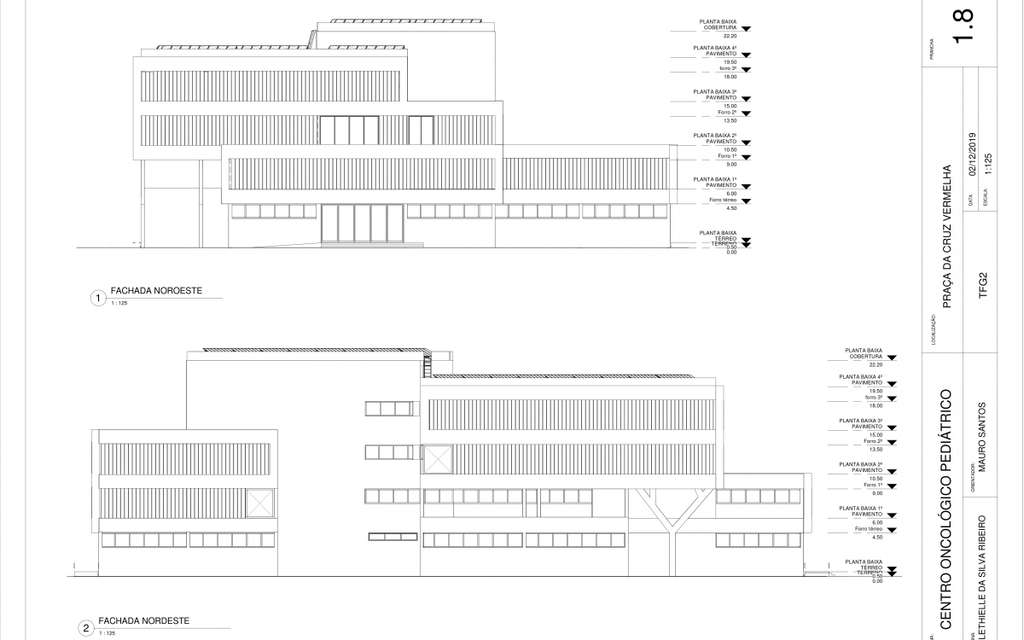 PLANTA BAIXA
COBERTURA
22.20
PLANTA BAIXA 4º
PAVIMENTO
19.50
forro 3º
18.00
PLANTA BAIXA 3º
PAVIMENTO
15.00
Forro 2º
13.50
PLANTA BAIXA 2º
PAVIMENTO
10.50
Forro 1º
9.00
PLANTA BAIXA 1º
PAVIMENTO
6.00
Forro térreo
4.50
PLANTA BAIXA
TÉRREO
TERRENO
0.50
0.00
1
FACHADA NOROESTE
1 : 125
PLANTA BAIXA
COBERTURA
22.20
PLANTA BAIXA 4º
PAVIMENTO
19.50
forro 3º
18.00
PLANTA BAIXA 3º
PAVIMENTO
15.00
Forro 2º
13.50
PLANTA BAIXA 2º
PAVIMENTO
10.50
Forro 1º
9.00
PLANTA BAIXA 1º
PAVIMENTO
6.00
Forro térreo
4.50
PLANTA BAIXA
TÉRREO
TERRENO
0.50
0.00
2
FACHADA NORDESTE
1 : 125
PRANCHA
1.8
LOCALIZAÇÃO:
PRAÇA DA CRUZ VERMELHA
DATA:
02/12/2019
ESCALA:
1:125
TFG2
CENTRO ONCOLÓGICO PEDIÁTRICO
ORIENTADOR:
MAURO SANTOS
LETHIELLE DA SILVA RIBEIRO